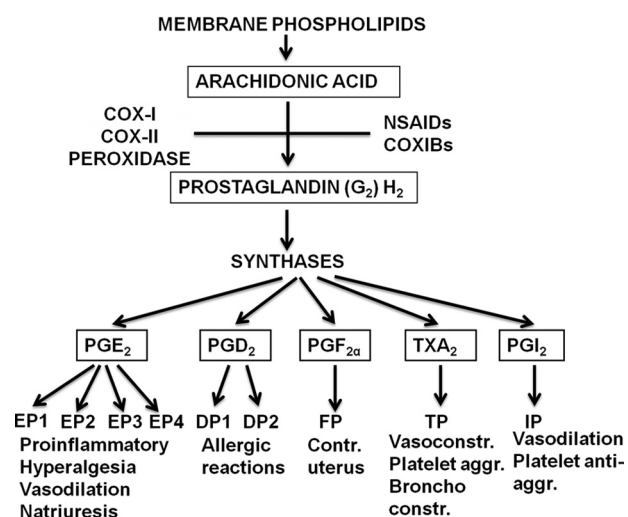 MEMBRANE PHOSPHOLIPIDS
ARACHIDONIC ACID
COX-I
COX-II
PEROXIDASE
NSAIDs
COXIBs
PROSTAGLANDIN (G₂) H₂
SYNTHASES
PGE₂
PGD₂
PGF₂α
TXA₂
PGI₂
EP1 EP2 EP3 EP4
Proinflammatory
Hyperalgesia
Vasodilation
Natriuresis
DP1 DP2
Allergic
reactions
FP
Contr.
uterus
TP
Vasoconstr.
Platelet aggr.
Broncho
constr.
IP
Vasodilation
Platelet anti-
aggr.